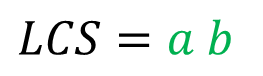 LCS = a b